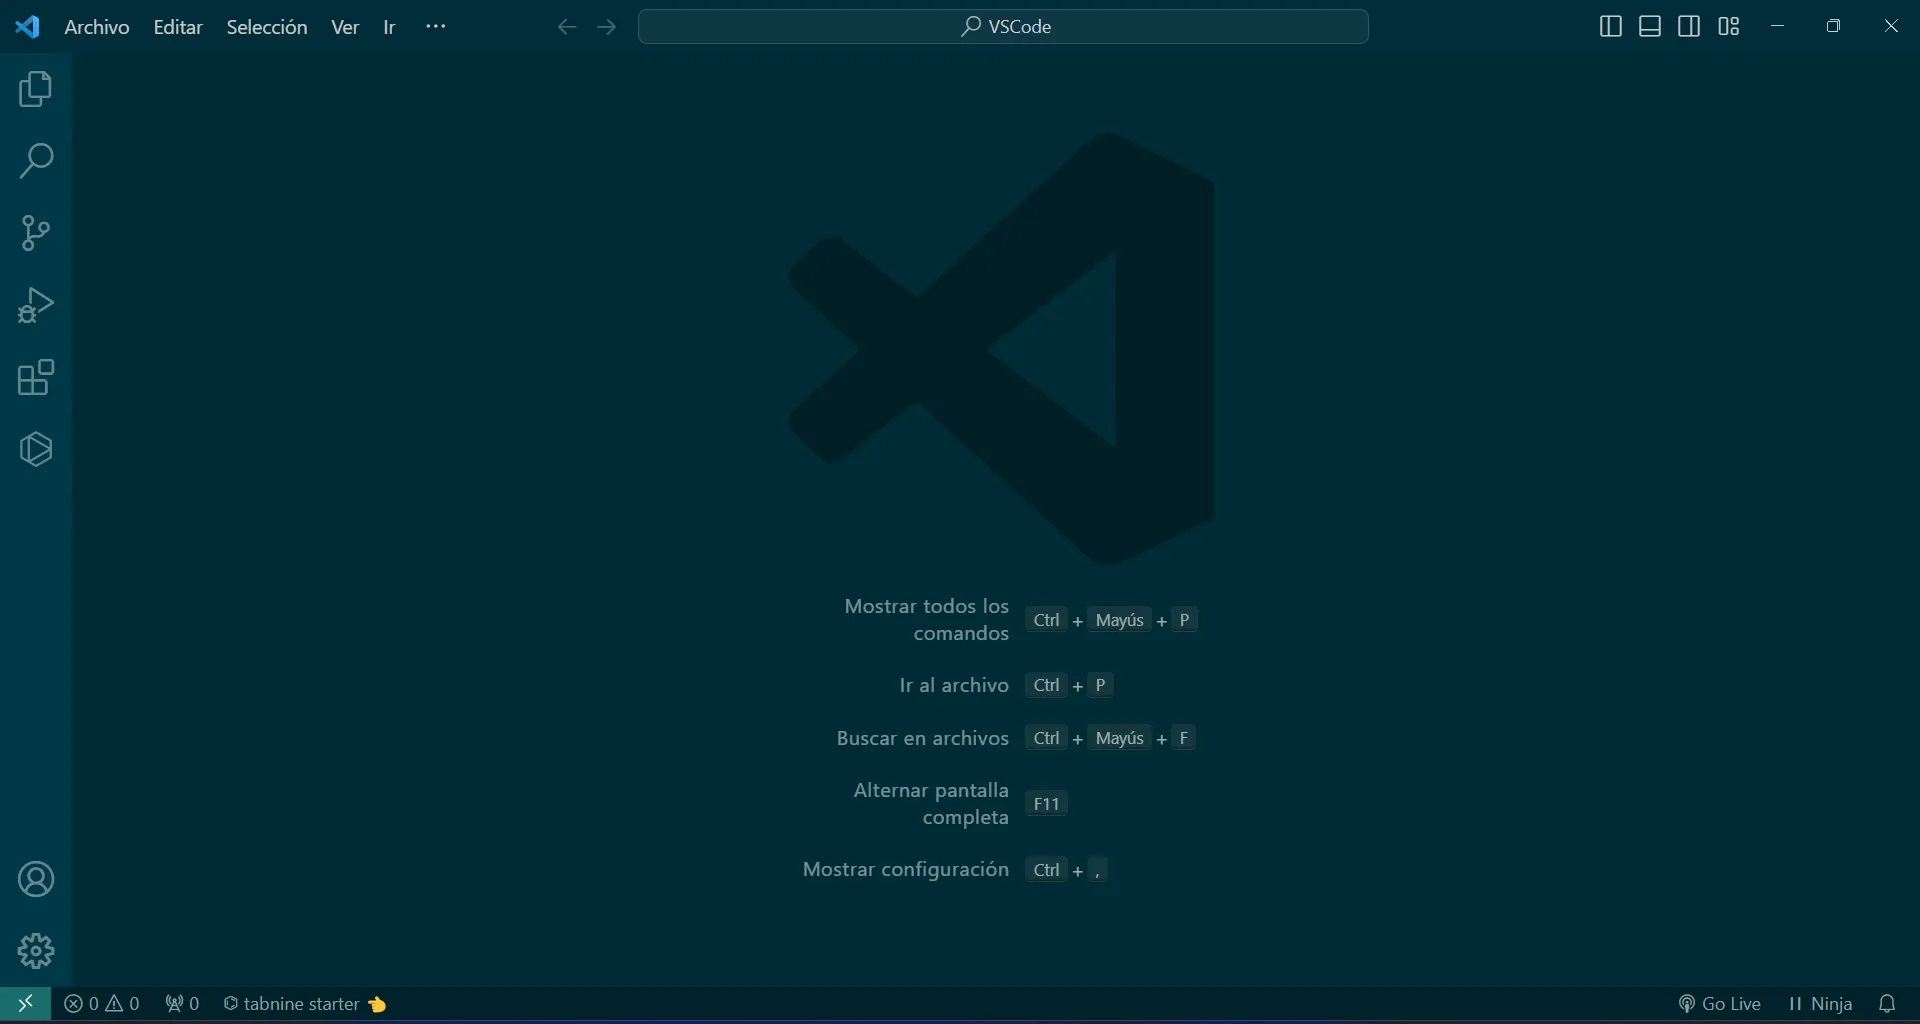 Archivo Editar Selección Ver Ir ···
VSCode
Mostrar todos los comandos Ctrl + Mayús + P
Ir al archivo Ctrl + P
Buscar en archivos Ctrl + Mayús + F
Alternar pantalla completa F11
Mostrar configuración Ctrl + ,
0 0 0 tabnine starter 👈 Go Live Ninja